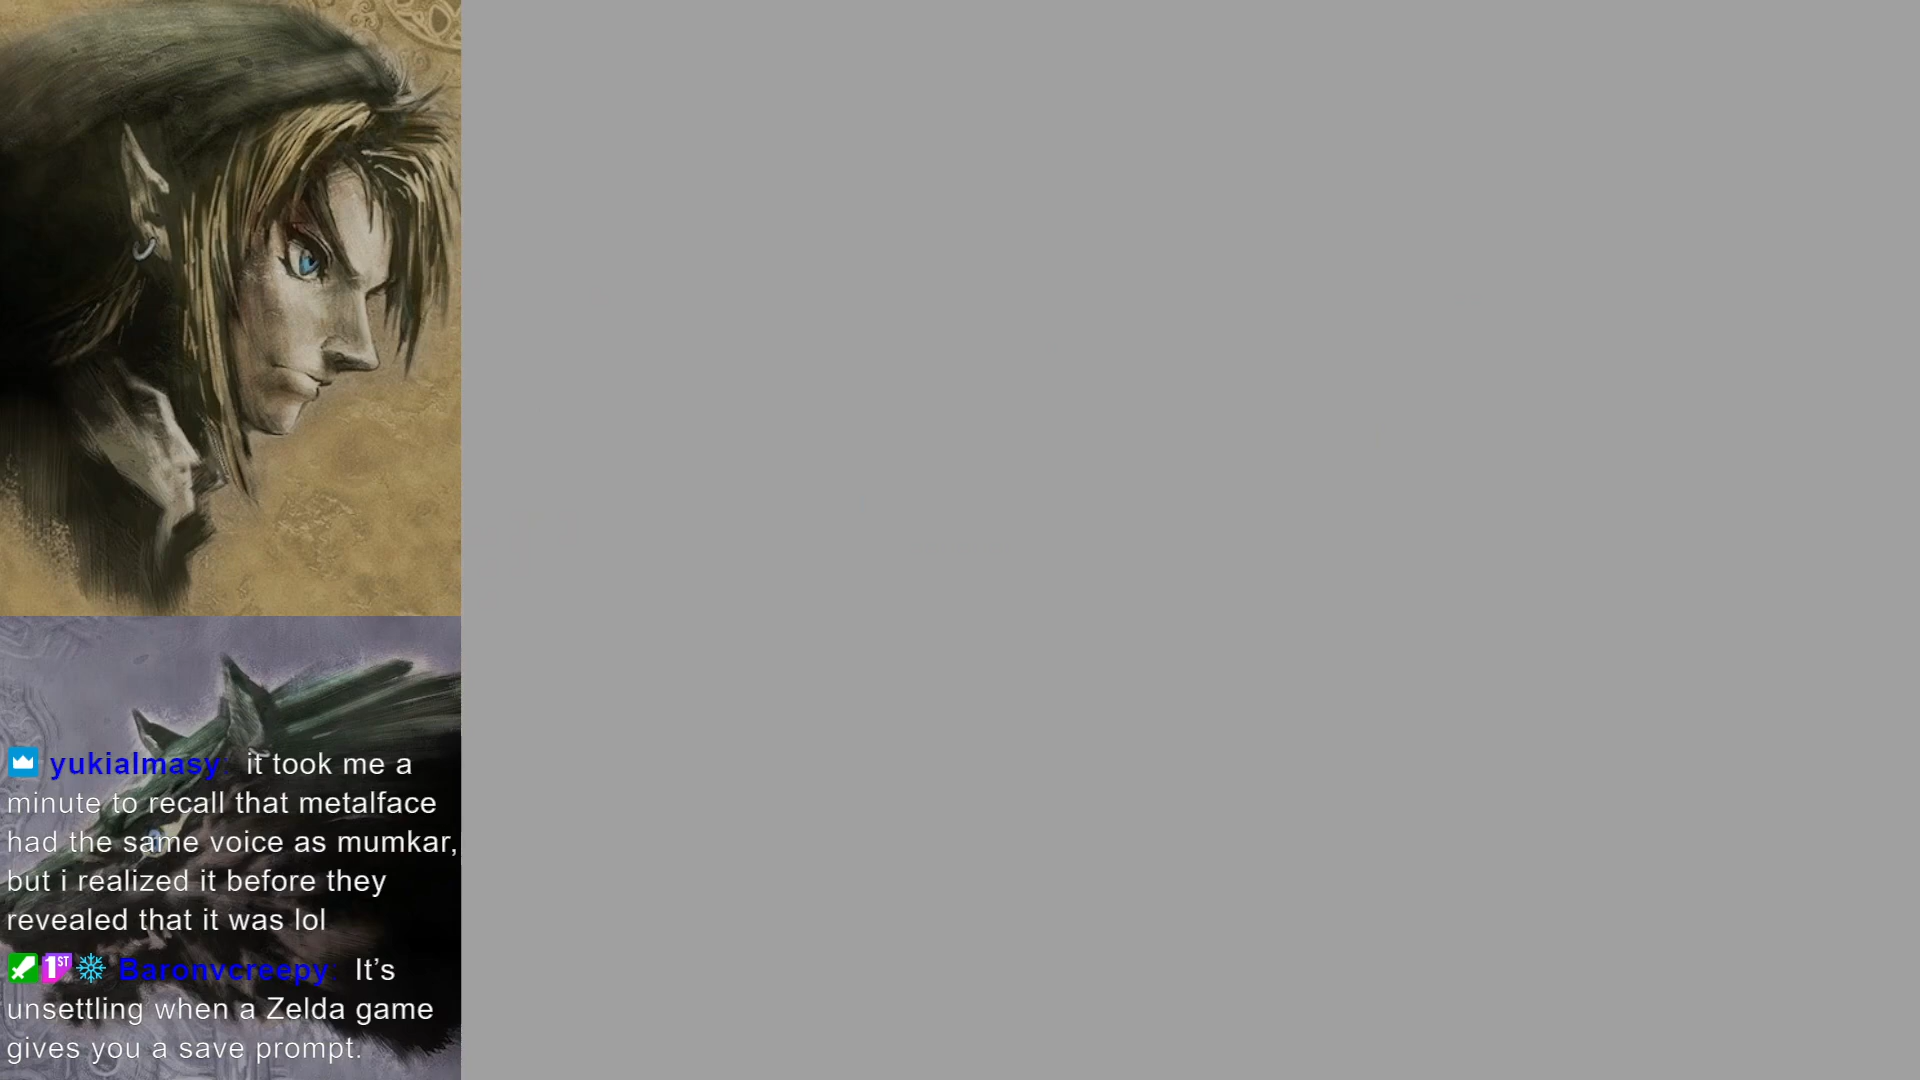 yukialmasy: it took me a
minute to recall that metalface
had the same voice as mumkar,
but i realized it before they
revealed that it was lol
1ST Baronvcreepy: It’s
unsettling when a Zelda game
gives you a save prompt.